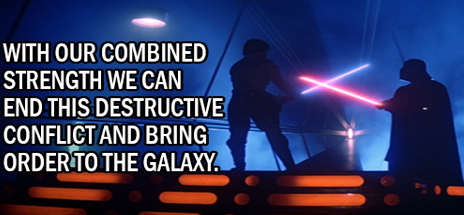 WITH OUR COMBINED
STRENGTH WE CAN
END THIS DESTRUCTIVE
CONFLICT AND BRING
ORDER TO THE GALAXY.